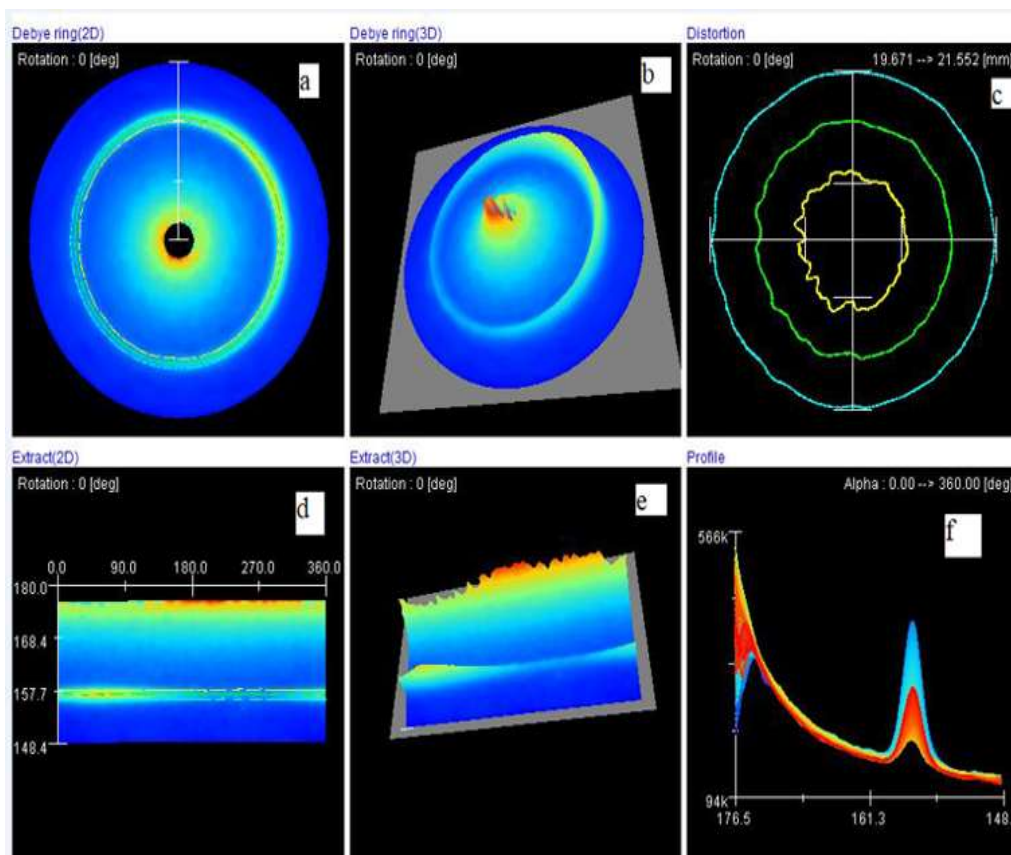 Debye ring(2D)
Rotation : 0 [deg]
a
Debye ring(3D)
Rotation : 0 [deg]
b
Distortion
Rotation : 0 [deg]
19.671 --> 21.552 [mm]
c
Extract(2D)
Rotation : 0 [deg]
d
0.0 90.0 180.0 270.0 360.0
180.0
168.4
157.7
148.4
Extract(3D)
Rotation : 0 [deg]
e
Profile
Alpha : 0.00 --> 360.00 [deg]
f
566k
94k
176.5 161.3 148.